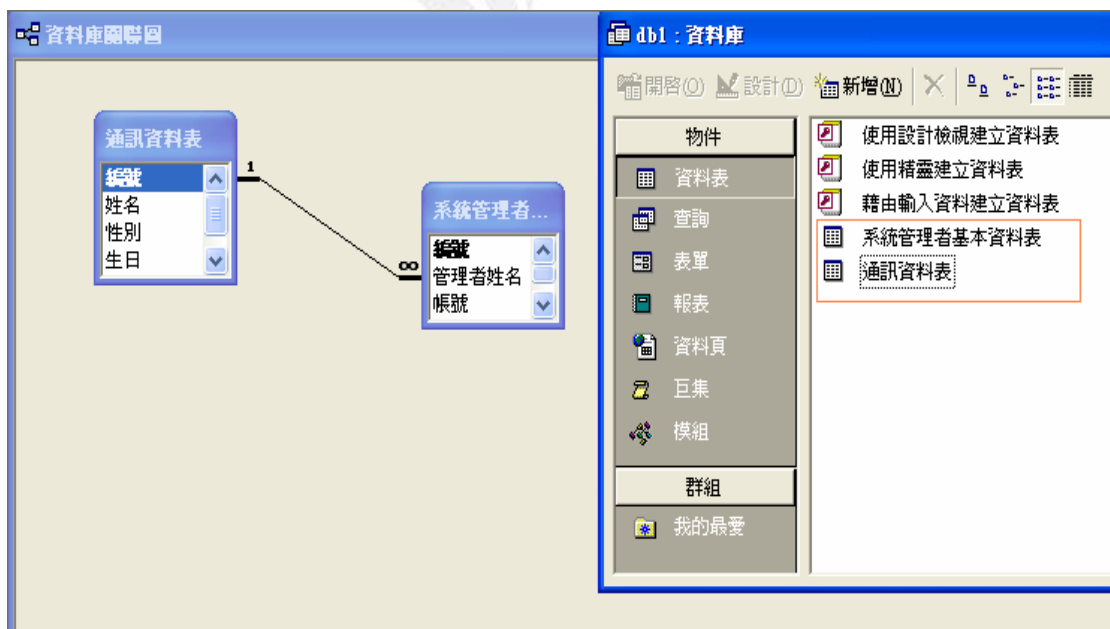 資料庫關聯圖
通訊資料表
編號
姓名
性別
生日
1
∞
系統管理者...
編號
管理者姓名
帳號
db1 : 資料庫
開啓(O) 設計(D) 新增(N)
物件
資料表
查詢
表單
報表
資料頁
巨集
模組
群組
我的最愛
使用設計檢視建立資料表
使用精靈建立資料表
藉由輸入資料建立資料表
系統管理者基本資料表
通訊資料表